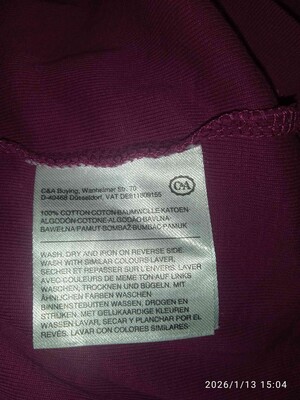 C&A Buying, Wanheimer Str. 70
D-40468 Düsseldorf, VAT DE811809155
C&A
100% COTTON-COTON-BAUMWOLLE-KATOEN-
ALGODÓN-COTONE-ALGODÃO-BAVLNA-
BAWEŁNA-PAMUT-BOMBAŽ-BUMBAC-PAMUK
WASH, DRY AND IRON ON REVERSE SIDE.
WASH WITH SIMILAR COLOURS.LAVER,
SECHER ET REPASSER SUR L'ENVERS. LAVER
AVEC COULEURS DE MEME TON.AUF LINKS
WASCHEN, TROCKNEN UND BÜGELN. MIT
ÄHNLICHEN FARBEN WASCHEN
BINNENSTEBUITEN WASSEN, DROGEN EN
STRIJKEN. MET GELIJKAARDIGE KLEUREN
WASSEN LAVAR, SECAR Y PLANCHAR POR EL
REVÉS. LAVAR CON COLORES SIMILARES
2026/1/13 15:04